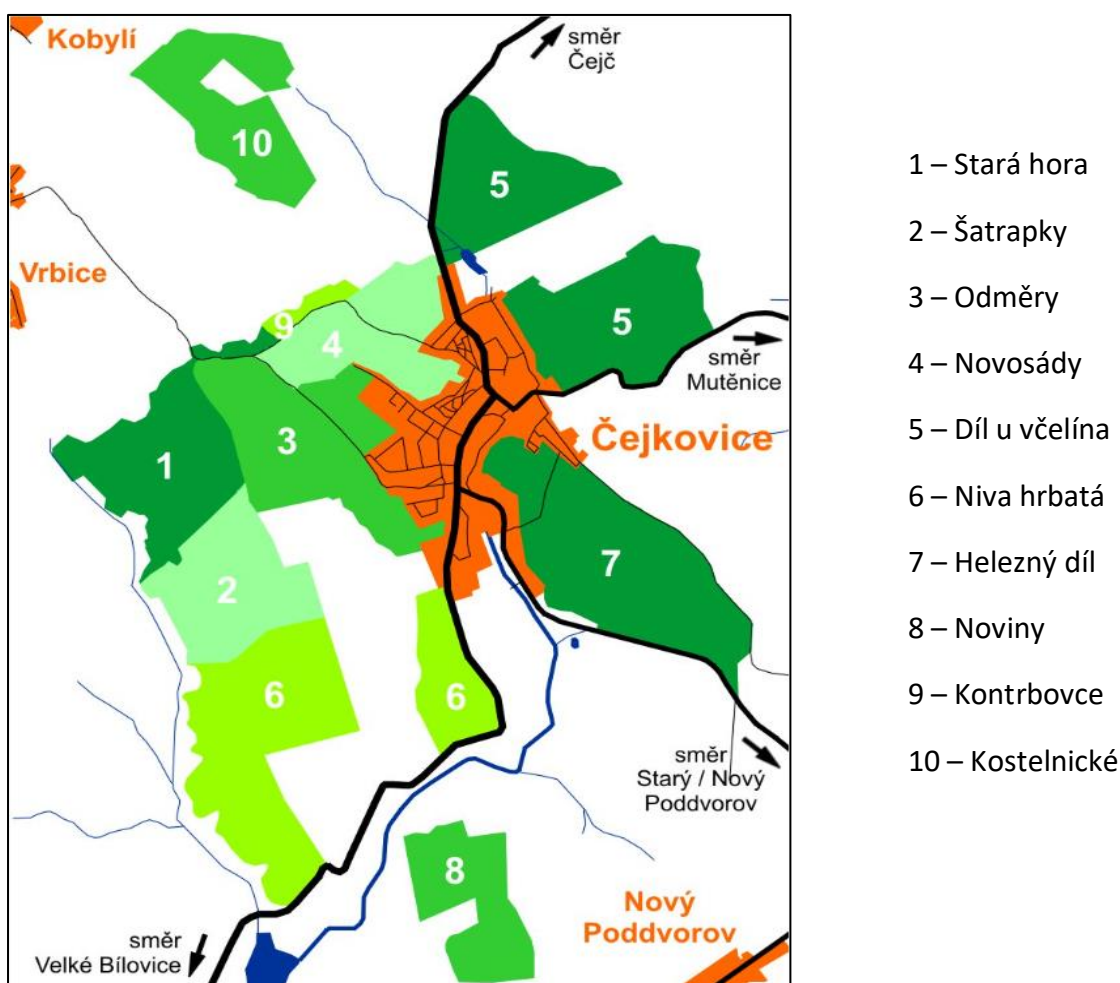 Kobylí
směr
Čejč
10
5
Vrbice
9
4
5
směr
Mutěnice
Čejkovice
3
1
7
2
6
6
směr
Starý / Nový
Poddvorov
8
Nový
Poddvorov
směr
Velké Bílovice
1 – Stará hora
2 – Šatrapky
3 – Odměry
4 – Novosády
5 – Díl u včelína
6 – Niva hrbatá
7 – Helezný díl
8 – Noviny
9 – Kontrbovce
10 – Kostelnické